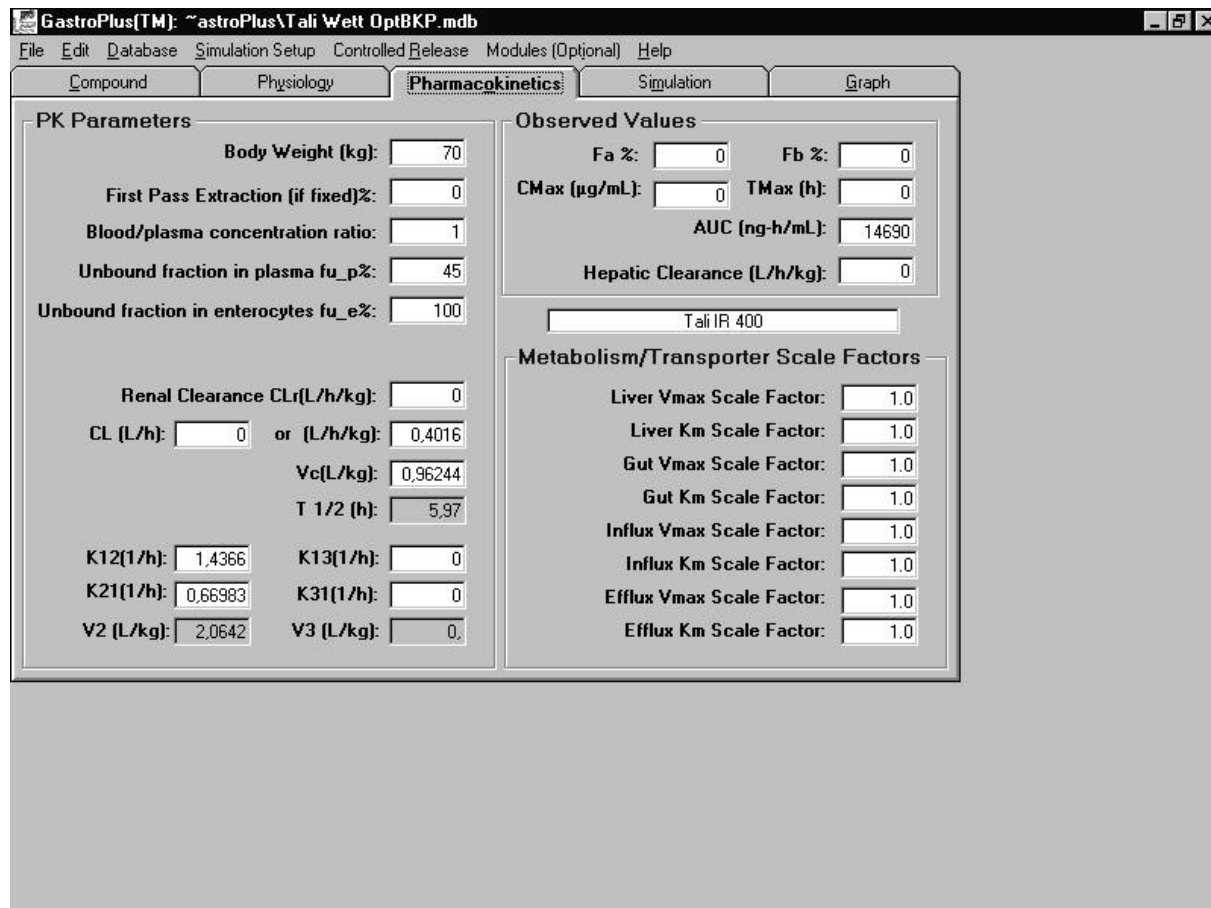 GastroPlus(TM): ~astroPlus\Tali Wett OptBKP.mdb
File Edit Database Simulation Setup Controlled Release Modules (Optional) Help
Compound Physiology Pharmacokinetics Simulation Graph
PK Parameters
Body Weight (kg): 70
First Pass Extraction (if fixed)%: 0
Blood/plasma concentration ratio: 1
Unbound fraction in plasma fu_p%: 45
Unbound fraction in enterocytes fu_e%: 100
Renal Clearance CLr(L/h/kg): 0
CL (L/h): 0 or (L/h/kg): 0,4016
Vc(L/kg): 0,96244
T 1/2 (h): 5,97
K12(1/h): 1,4366 K13(1/h): 0
K21(1/h): 0,66983 K31(1/h): 0
V2 (L/kg): 2,0642 V3 (L/kg): 0,
Observed Values
Fa %: 0 Fb %: 0
CMax (µg/mL): 0 TMax (h): 0
AUC (ng-h/mL): 14690
Hepatic Clearance (L/h/kg): 0
Tali IR 400
Metabolism/Transporter Scale Factors
Liver Vmax Scale Factor: 1.0
Liver Km Scale Factor: 1.0
Gut Vmax Scale Factor: 1.0
Gut Km Scale Factor: 1.0
Influx Vmax Scale Factor: 1.0
Influx Km Scale Factor: 1.0
Efflux Vmax Scale Factor: 1.0
Efflux Km Scale Factor: 1.0